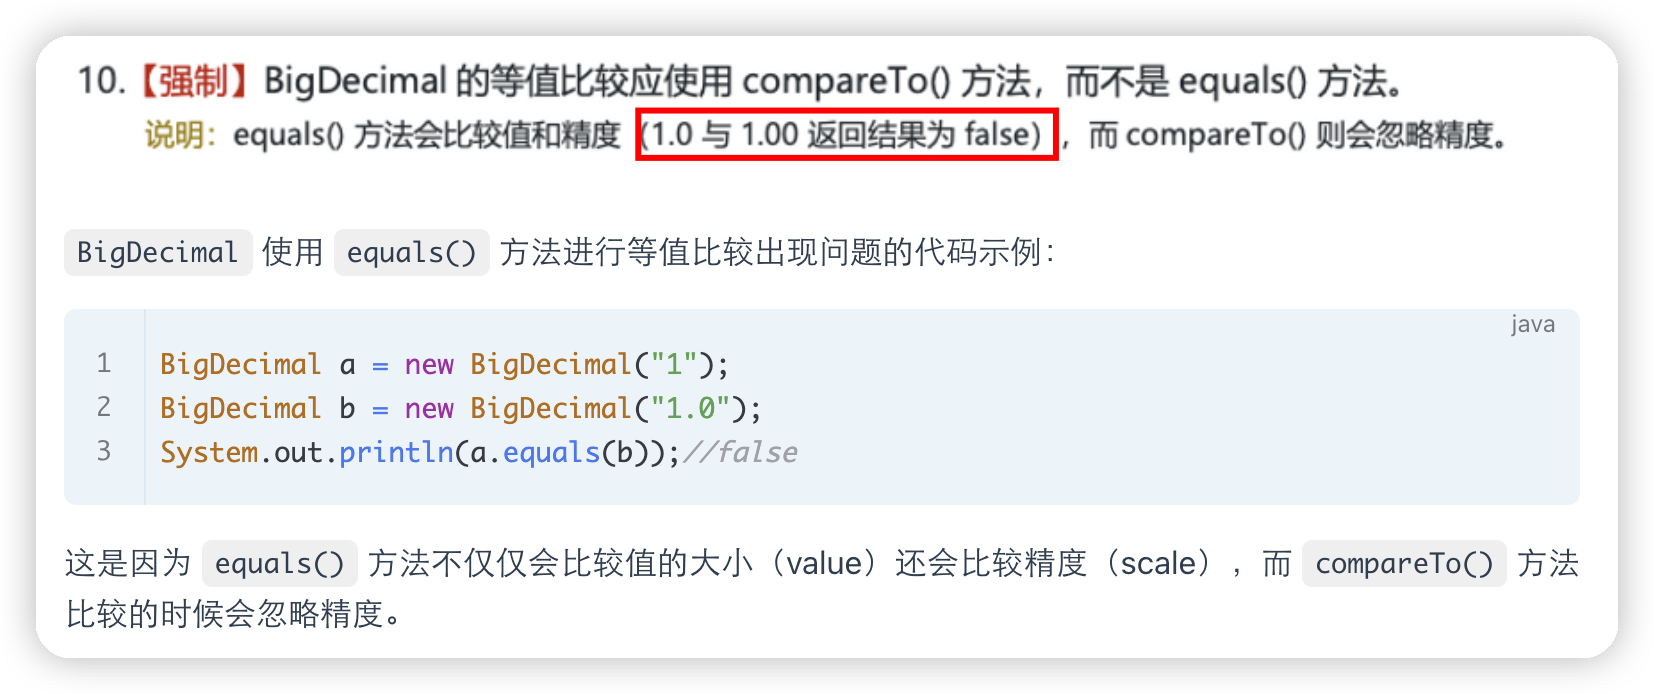 10.【强制】BigDecimal 的等值比较应使用 compareTo() 方法，而不是 equals() 方法。
说明：equals() 方法会比较值和精度（1.0 与 1.00 返回结果为 false），而 compareTo() 则会忽略精度。
BigDecimal 使用 equals() 方法进行等值比较出现问题的代码示例：
java
1 BigDecimal a = new BigDecimal("1");
2 BigDecimal b = new BigDecimal("1.0");
3 System.out.println(a.equals(b));//false
这是因为 equals() 方法不仅仅会比较值的大小（value）还会比较精度（scale），而 compareTo() 方法
比较的时候会忽略精度。